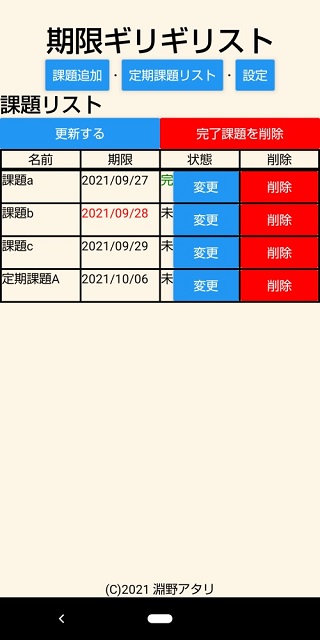 期限ギリギリリスト
課題追加 ・ 定期課題リスト ・ 設定
課題リスト
更新する 完了課題を削除
名前 期限 状態 削除
課題a 2021/09/27 完 変更 削除
課題b 2021/09/28 未 変更 削除
課題c 2021/09/29 未 変更 削除
定期課題A 2021/10/06 未 変更 削除
(C)2021 淵野アタリ